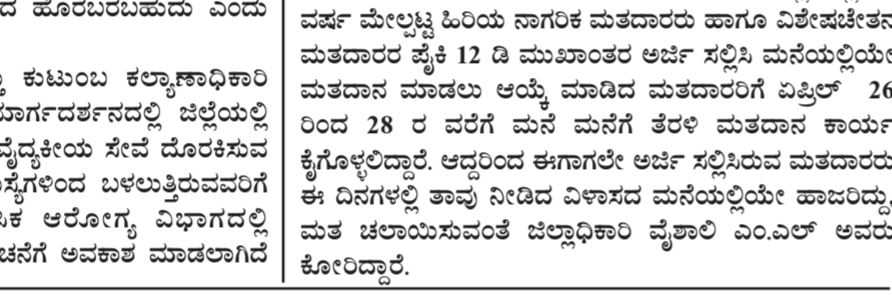 ದ ಹೊರಬರಬಹುದು ಎಂದು
ಕುಟುಂಬ ಕಲ್ಯಾಣಾಧಿಕಾರಿ
ಮಾರ್ಗದರ್ಶನದಲ್ಲಿ ಜಿಲ್ಲೆಯಲ್ಲಿ
ವೈದ್ಯಕೀಯ ಸೇವೆ ದೊರಕಿಸುವ
ಸ್ಯೆಗಳಿಂದ ಬಳಲುತ್ತಿರುವವರಿಗೆ
ಸಿಕ ಆರೋಗ್ಯ ವಿಭಾಗದಲ್ಲಿ
ಚನೆಗೆ ಅವಕಾಶ ಮಾಡಲಾಗಿದೆ
ವರ್ಷ ಮೇಲ್ಪಟ್ಟ ಹಿರಿಯ ನಾಗರಿಕ ಮತದಾರರು ಹಾಗೂ ವಿಶೇಷಚೇತನ
ಮತದಾರರ ಪೈಕಿ 12 ಡಿ ಮುಖಾಂತರ ಅರ್ಜಿ ಸಲ್ಲಿಸಿ ಮನೆಯಲ್ಲಿಯೇ
ಮತದಾನ ಮಾಡಲು ಆಯ್ಕೆ ಮಾಡಿದ ಮತದಾರರಿಗೆ ಏಪ್ರಿಲ್ 26
ರಿಂದ 28 ರ ವರೆಗೆ ಮನೆ ಮನೆಗೆ ತೆರಳಿ ಮತದಾನ ಕಾರ್ಯ
ಕೈಗೊಳ್ಳಲಿದ್ದಾರೆ. ಆದ್ದರಿಂದ ಈಗಾಗಲೇ ಅರ್ಜಿ ಸಲ್ಲಿಸಿರುವ ಮತದಾರರು
ಈ ದಿನಗಳಲ್ಲಿ ತಾವು ನೀಡಿದ ವಿಳಾಸದ ಮನೆಯಲ್ಲಿಯೇ ಹಾಜರಿದ್ದು,
ಮತ ಚಲಾಯಿಸುವಂತೆ ಜಿಲ್ಲಾಧಿಕಾರಿ ವೈಶಾಲಿ ಎಂ.ಎಲ್ ಅವರು
ಕೋರಿದ್ದಾರೆ.